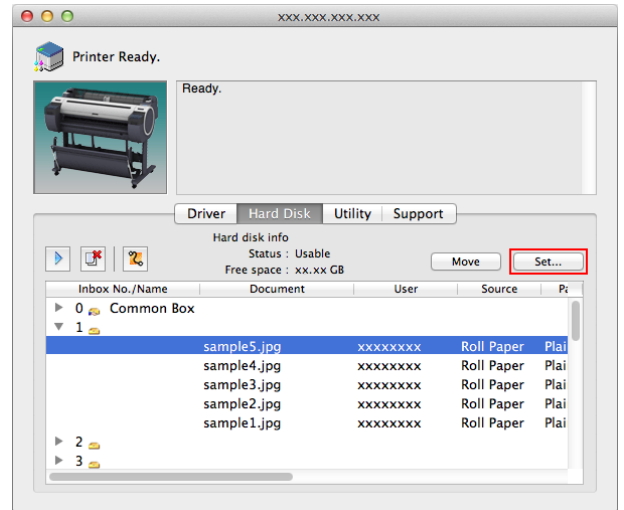 xxx.xxx.xxx.xxx
Printer Ready.
Ready.
Driver Hard Disk Utility Support
Hard disk info
Status : Usable
Free space : xx.xx GB
Move Set...
Inbox No./Name Document User Source Pa
0 Common Box
1
sample5.jpg xxxxxxxx Roll Paper Plai
sample4.jpg xxxxxxxx Roll Paper Plai
sample3.jpg xxxxxxxx Roll Paper Plai
sample2.jpg xxxxxxxx Roll Paper Plai
sample1.jpg xxxxxxxx Roll Paper Plai
2
3